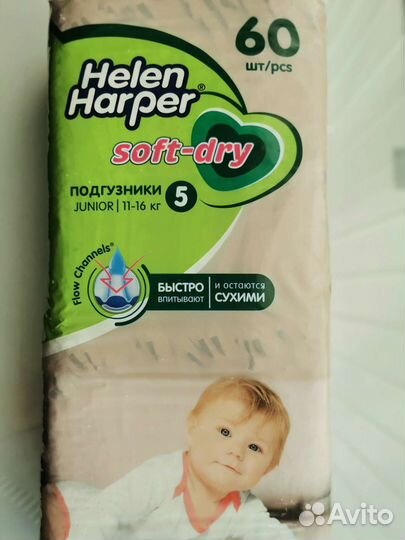 60
шт/pcs
Helen
Harper®
soft-dry
ПОДГУЗНИКИ
JUNIOR | 11-16 кг
5
Flow Channels®
БЫСТРО
ВПИТЫВАЮТ
И ОСТАЮТСЯ
СУХИМИ
Avito